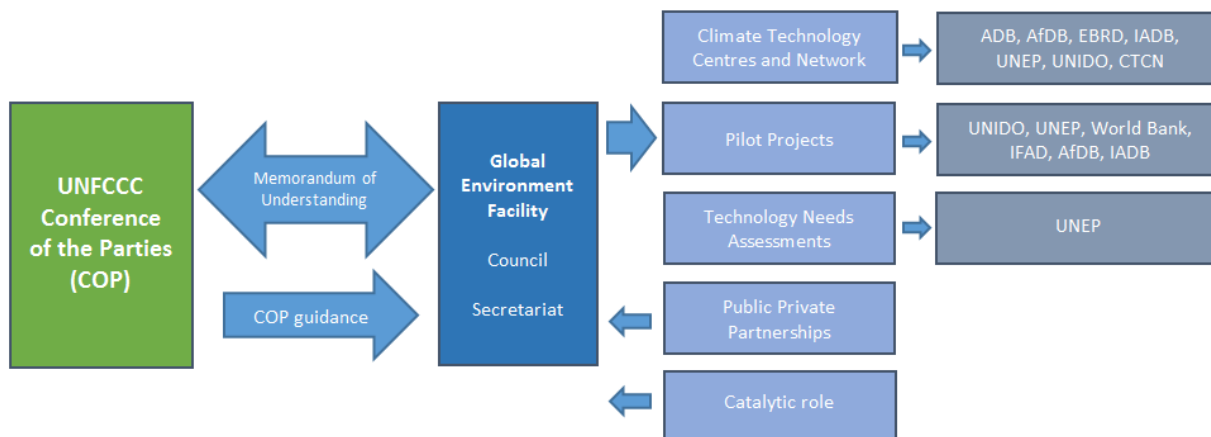 UNFCCC
Conference
of the Parties
(COP)
Memorandum of
Understanding
COP guidance
Global
Environment
Facility
Council
Secretariat
Climate Technology
Centres and Network
ADB, AfDB, EBRD, IADB,
UNEP, UNIDO, CTCN
Pilot Projects
UNIDO, UNEP, World Bank,
IFAD, AfDB, IADB
Technology Needs
Assessments
UNEP
Public Private
Partnerships
Catalytic role